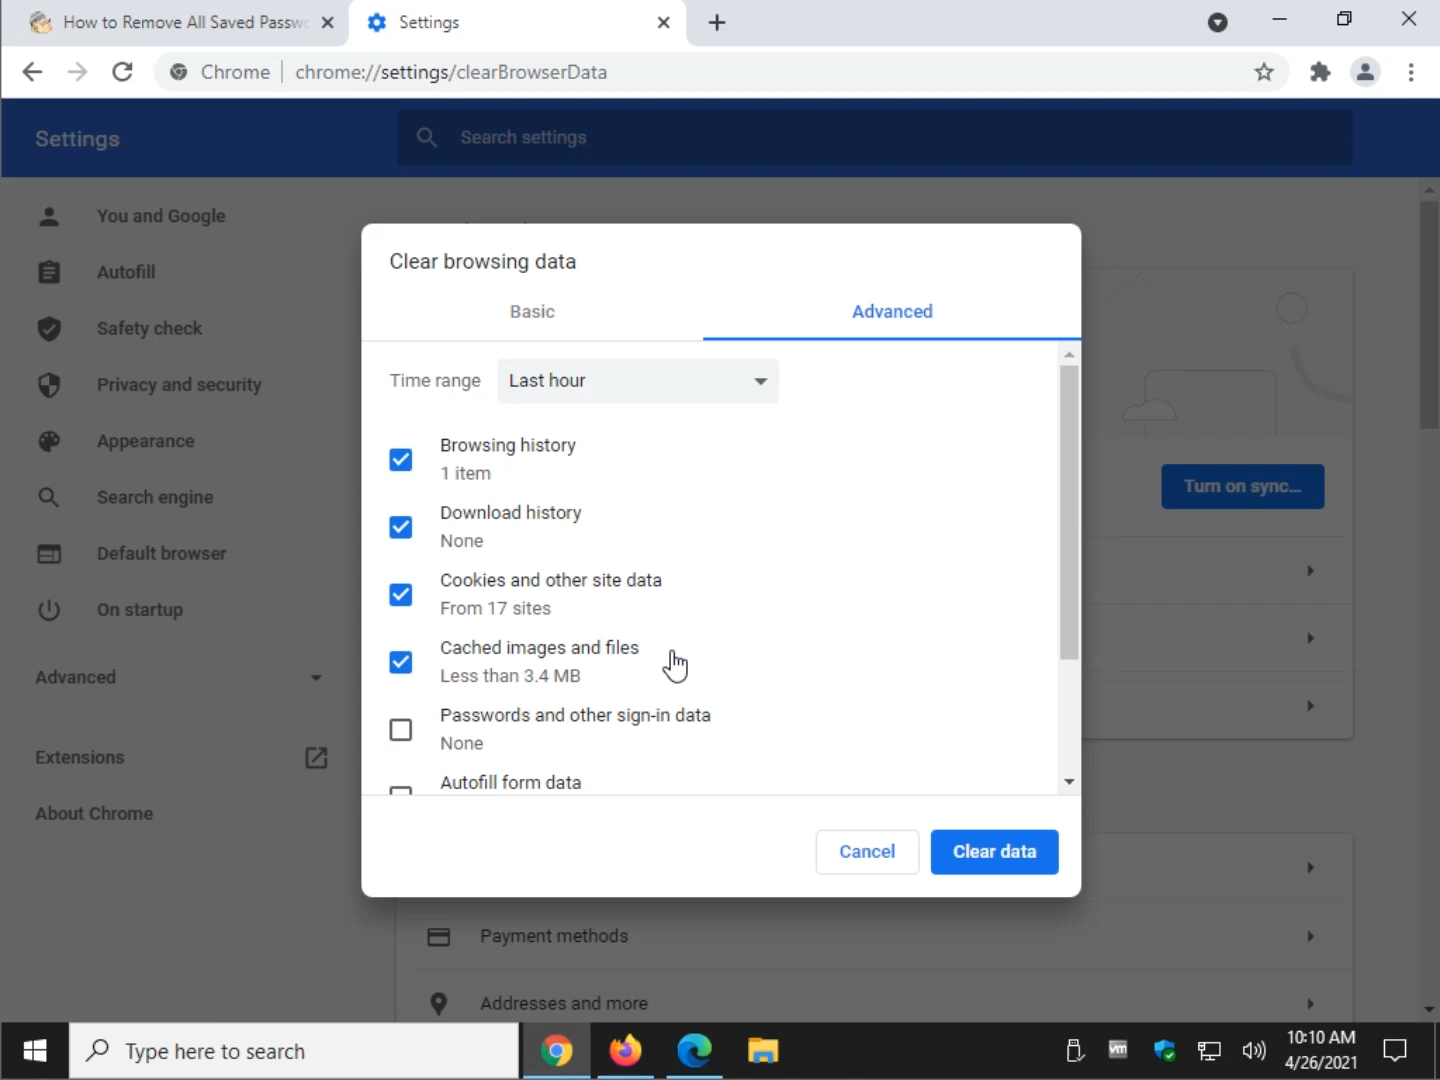 How to Remove All Saved Passw
Settings
Chrome
chrome://settings/clearBrowserData
Settings
Search settings
You and Google
Autofill
Safety check
Privacy and security
Appearance
Search engine
Default browser
On startup
Advanced
Extensions
About Chrome
Clear browsing data
Basic
Advanced
Time range
Last hour
Browsing history
1 item
Download history
None
Cookies and other site data
From 17 sites
Cached images and files
Less than 3.4 MB
Passwords and other sign-in data
None
Autofill form data
Cancel
Clear data
Turn on sync...
Payment methods
Addresses and more
Type here to search
vm
10:10 AM
4/26/2021